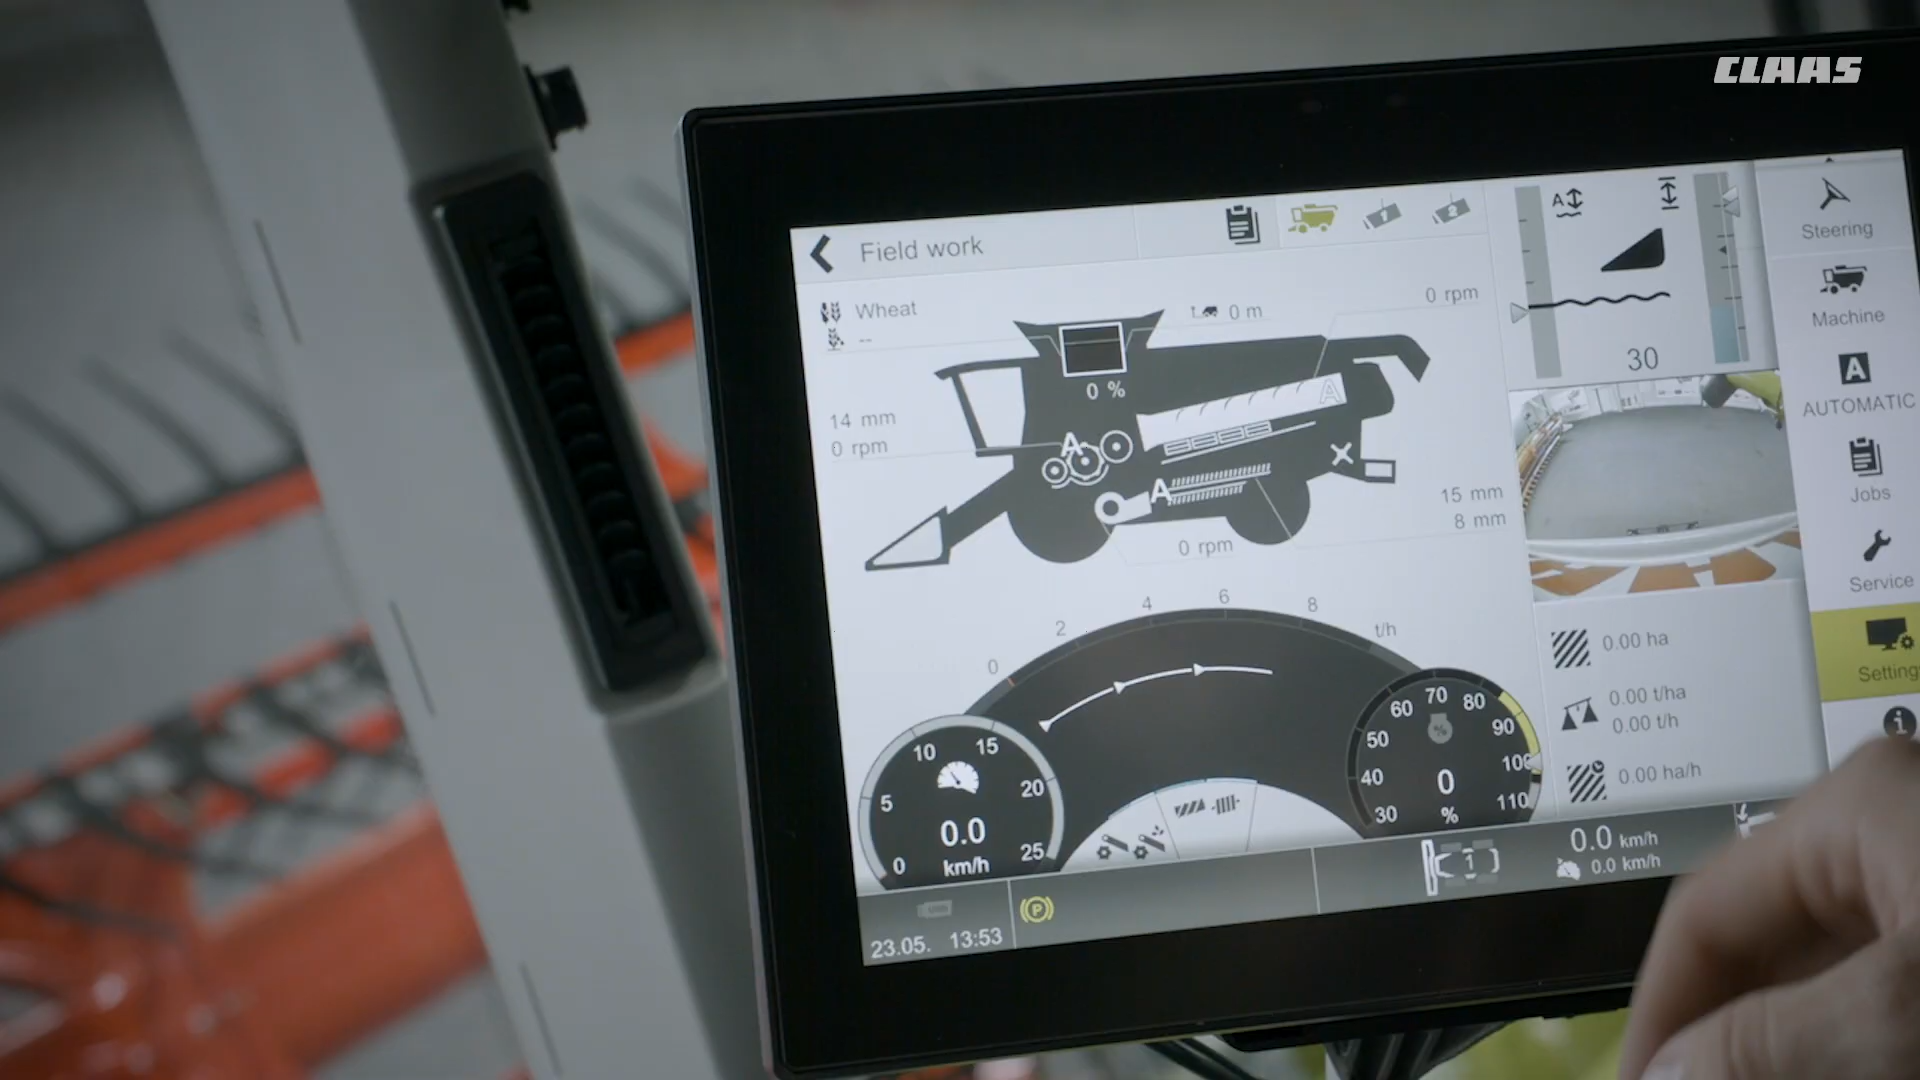 CLAAS
Field work
1
2
A
Steering
Wheat
--
0 m
0 rpm
Machine
30
0 %
A
14 mm
0 rpm
A
A
AUTOMATIC
A
A
15 mm
8 mm
Jobs
0 rpm
Service
0 2 4 6 8 t/h
0.00 ha
Setting
0 5 10 15 20 25
0.0
km/h
30 40 50 60 70 80 90 100 110
%
0
%
0.00 t/ha
0.00 t/h
0.00 ha/h
i
1
0.0 km/h
0.0 km/h
P
23.05. 13:53